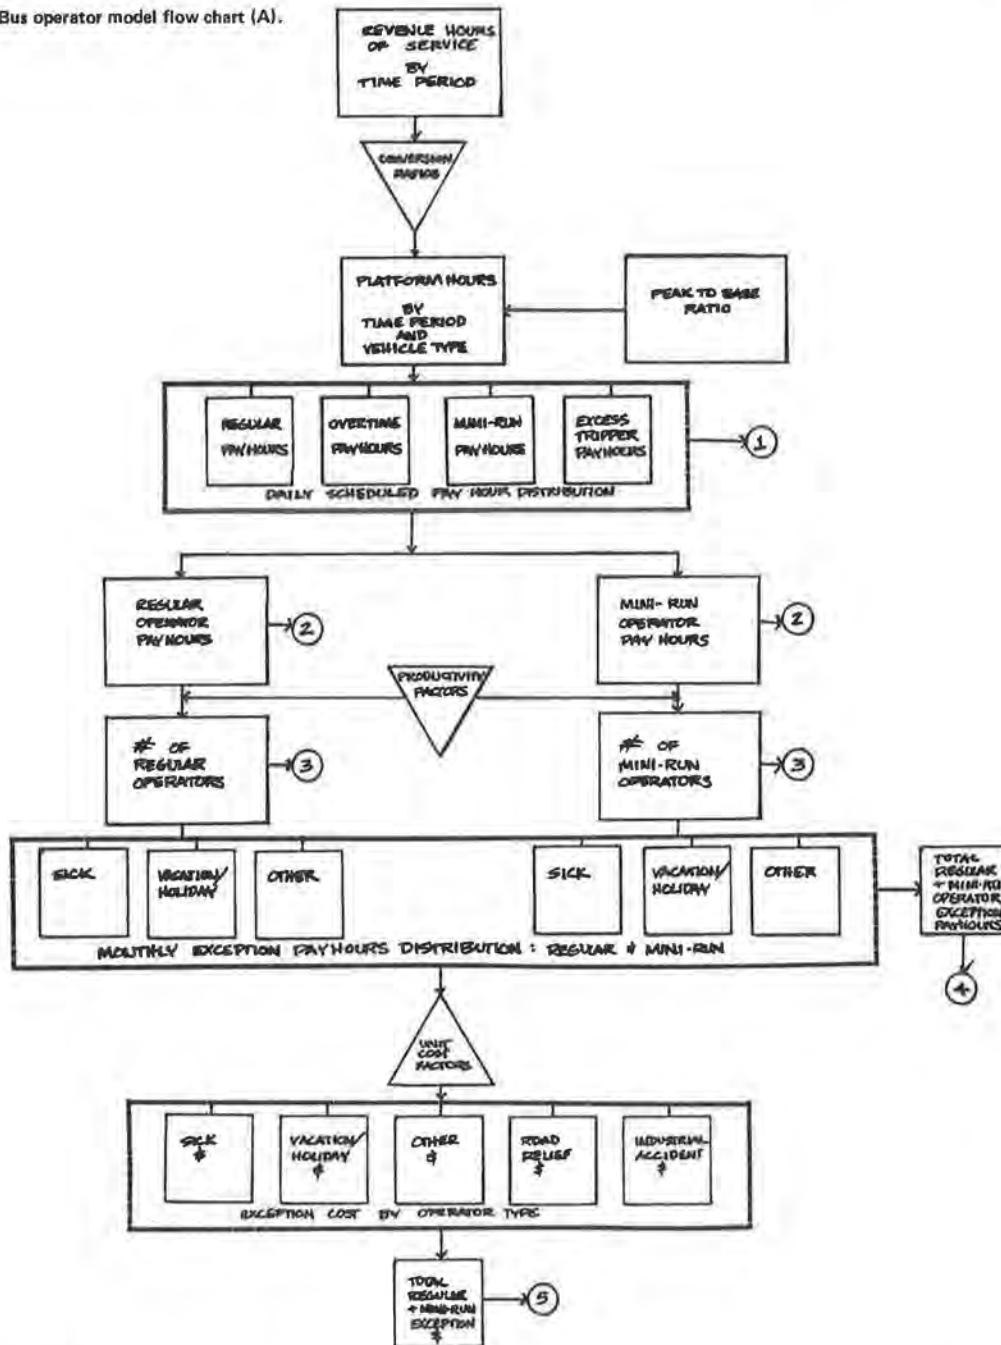 Bus operator model flow chart (A).
REVENUE HOURS
OF SERVICE
BY
TIME PERIOD
CONVERSION
RATIOS
PLATFORM HOURS
BY
TIME PERIOD
AND
VEHICLE TYPE
PEAK TO BASE
RATIO
REGULAR
PAYHOURS
OVERTIME
PAYHOURS
MINI-RUN
PAYHOURS
EXCESS
TRIPPER
PAYHOURS
1
DAILY SCHEDULED PAY HOUR DISTRIBUTION
REGULAR
OPERATOR
PAYHOURS
2
MINI-RUN
OPERATOR
PAY HOURS
2
PRODUCTIVITY
FACTORS
# OF
REGULAR
OPERATORS
3
# OF
MINI-RUN
OPERATORS
3
SICK
VACATION/
HOLIDAY
OTHER
SICK
VACATION/
HOLIDAY
OTHER
MONTHLY EXCEPTION PAYHOURS DISTRIBUTION: REGULAR & MINI-RUN
TOTAL
REGULAR
+ MINI-RUN
OPERATOR
EXCEPTION
PAYHOURS
4
UNIT
COST
FACTORS
SICK
$
VACATION/
HOLIDAY
$
OTHER
$
ROAD
RELIEF
$
INDUSTRIAL
ACCIDENT
$
EXCEPTION COST BY OPERATOR TYPE
TOTAL
REGULAR
+ MINI-RUN
EXCEPTION
$
5